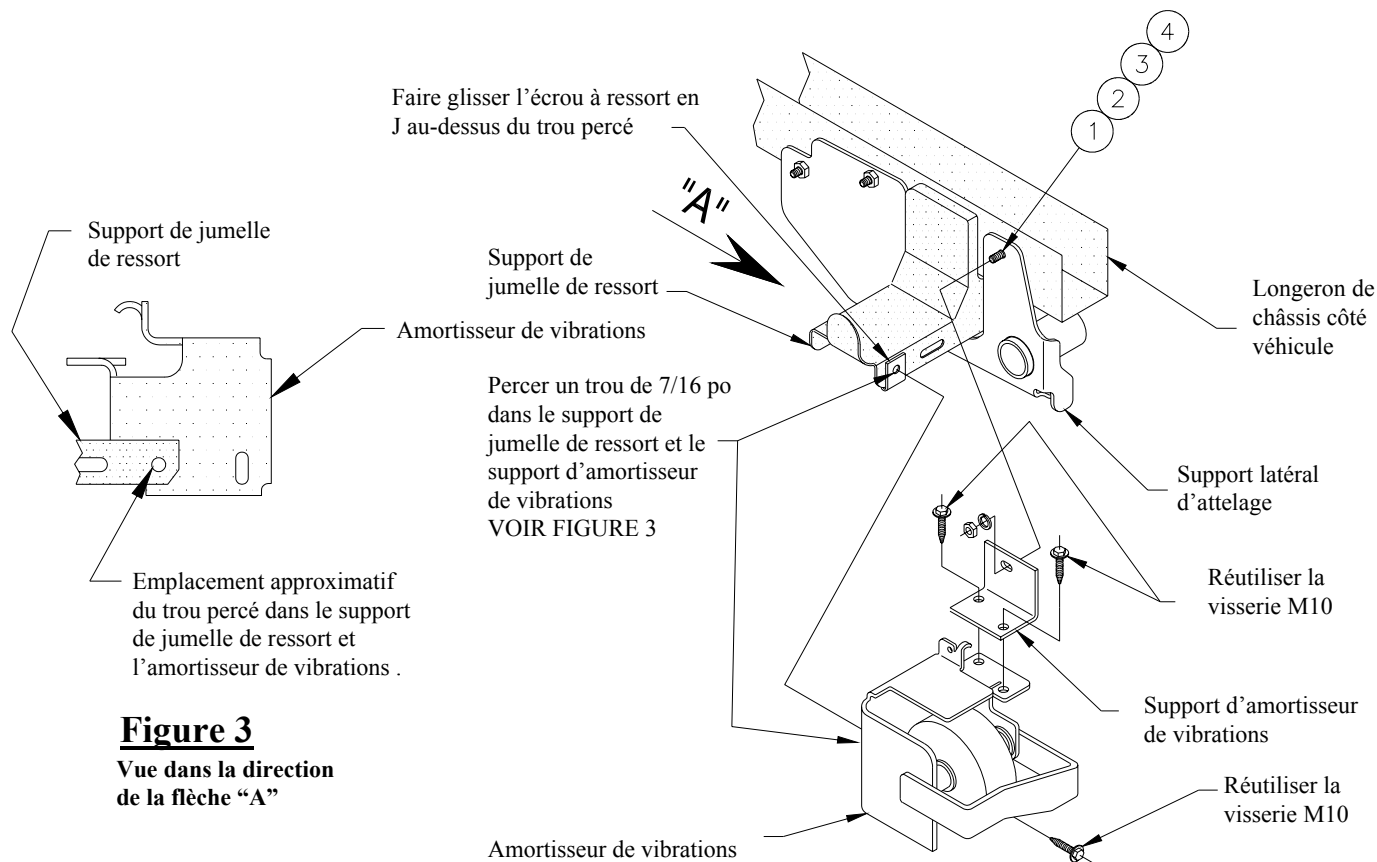 4
3
2
1
Faire glisser l’écrou à ressort en
J au-dessus du trou percé
"A"
Support de jumelle
de ressort
Support de
jumelle de ressort
Longeron de
châssis côté
véhicule
Amortisseur de vibrations
Percer un trou de 7/16 po
dans le support de
jumelle de ressort et le
support d’amortisseur
de vibrations
VOIR FIGURE 3
Support latéral
d’attelage
Emplacement approximatif
du trou percé dans le support
de jumelle de ressort et
l’amortisseur de vibrations .
Réutiliser la
visserie M10
Figure 3
Vue dans la direction
de la flèche “A”
Support d’amortisseur
de vibrations
Réutiliser la
visserie M10
Amortisseur de vibrations